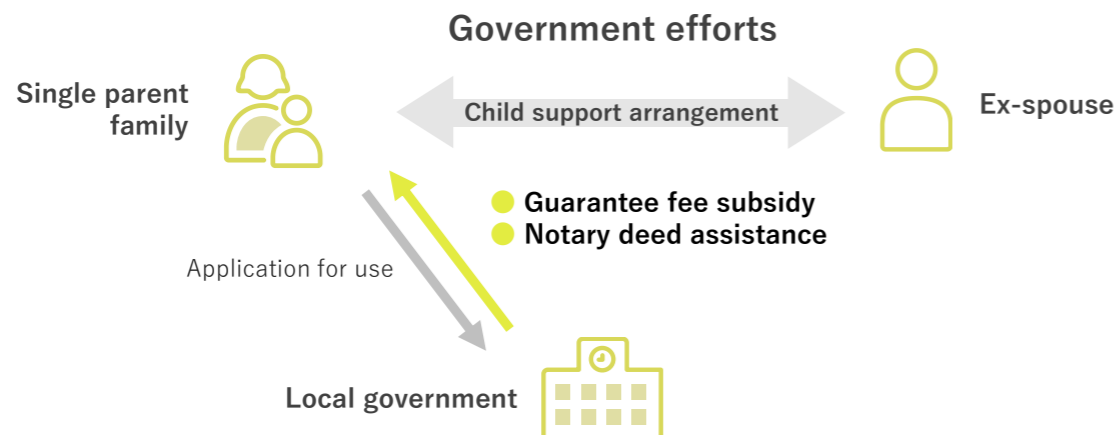 Government efforts
Single parent
family
Child support arrangement
Ex-spouse
Guarantee fee subsidy
Notary deed assistance
Application for use
Local government